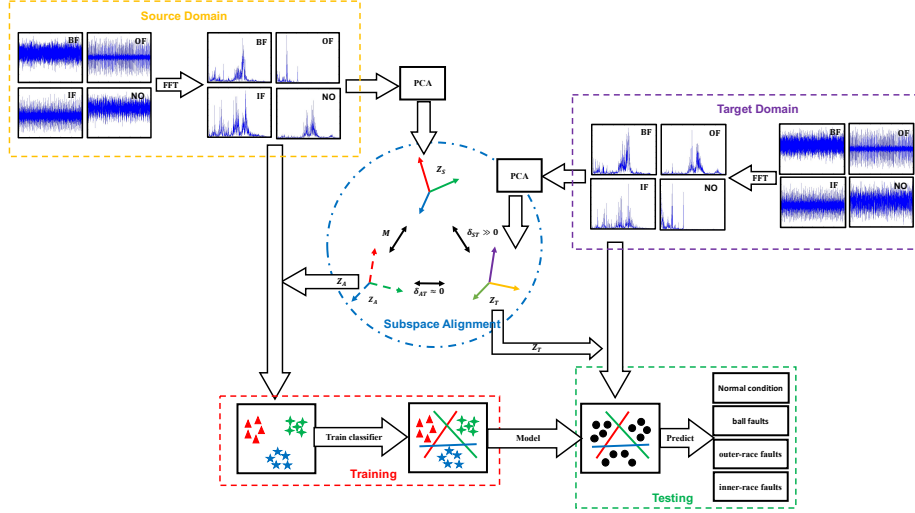 Source Domain
BF
OF
IF
NO
FFT
BF
OF
IF
NO
PCA
Target Domain
BF
OF
IF
NO
FFT
BF
OF
IF
NO
PCA
Z_S
M
δ_ST ≫ 0
Z_A
Z_A
δ_AT ≈ 0
Z_T
Subspace Alignment
Z_T
Train classifier
Training
Model
Predict
Normal condition
ball faults
outer-race faults
inner-race faults
Testing